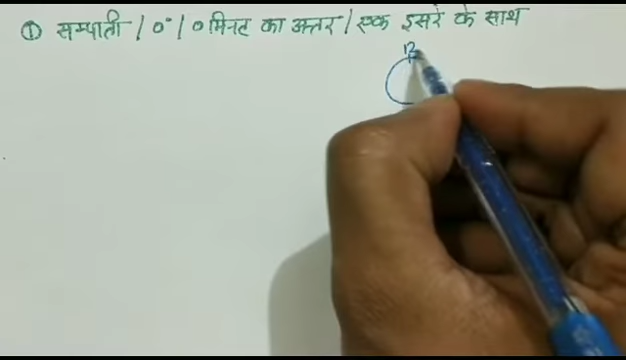 ① सम्पाती / 0° / 0 मिनट का अन्तर / एक दूसरे के साथ
12